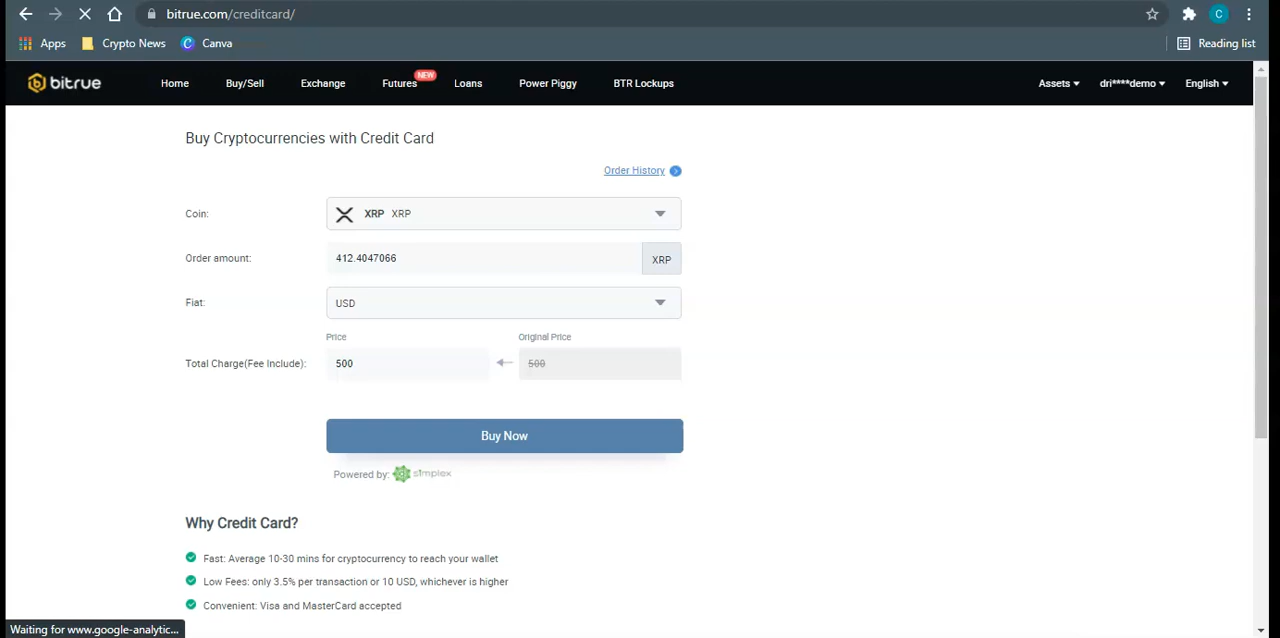 bitrue.com/creditcard/
C
Apps Crypto News Canva Reading list
bitrue Home Buy/Sell Exchange Futures NEW Loans Power Piggy BTR Lockups Assets dri****demo English
Buy Cryptocurrencies with Credit Card
Order History
Coin: XRP XRP
Order amount: 412.4047066 XRP
Fiat: USD
Price Original Price
Total Charge(Fee Include): 500 500
Buy Now
Powered by: simplex
Why Credit Card?
Fast: Average 10-30 mins for cryptocurrency to reach your wallet
Low Fees: only 3.5% per transaction or 10 USD, whichever is higher
Convenient: Visa and MasterCard accepted
Waiting for www.google-analytic...